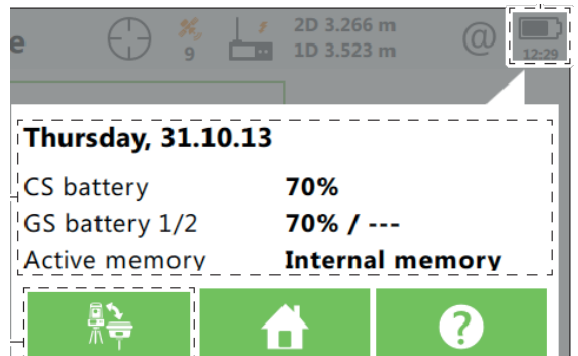 e
9
2D 3.266 m
1D 3.523 m
@
12:29
Thursday, 31.10.13
CS battery 70%
GS battery 1/2 70% / ---
Active memory Internal memory
?